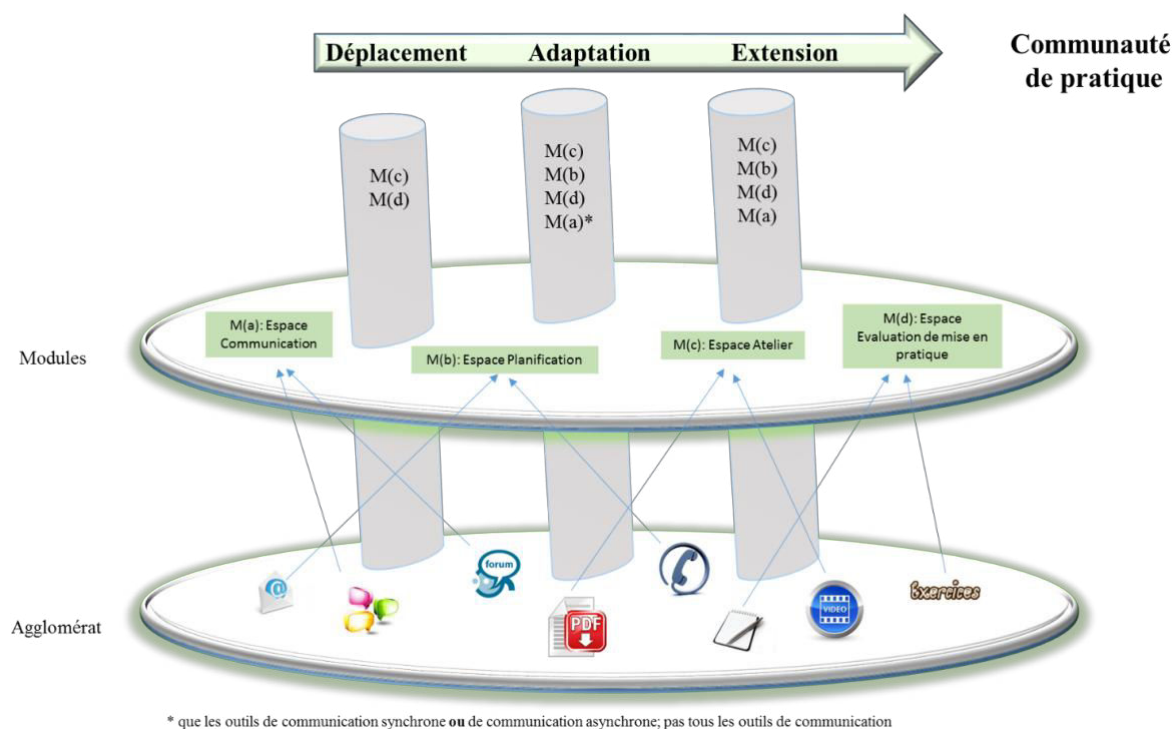 Déplacement Adaptation Extension
Communauté
de pratique
M(c)
M(d)
M(c)
M(b)
M(d)
M(a)*
M(c)
M(b)
M(d)
M(a)
Modules
M(a): Espace
Communication
M(b): Espace Planification
M(c): Espace Atelier
M(d): Espace
Evaluation de mise en
pratique
Agglomérat
@
forum
PDF
VIDEO
Exercices
* que les outils de communication synchrone ou de communication asynchrone; pas tous les outils de communication